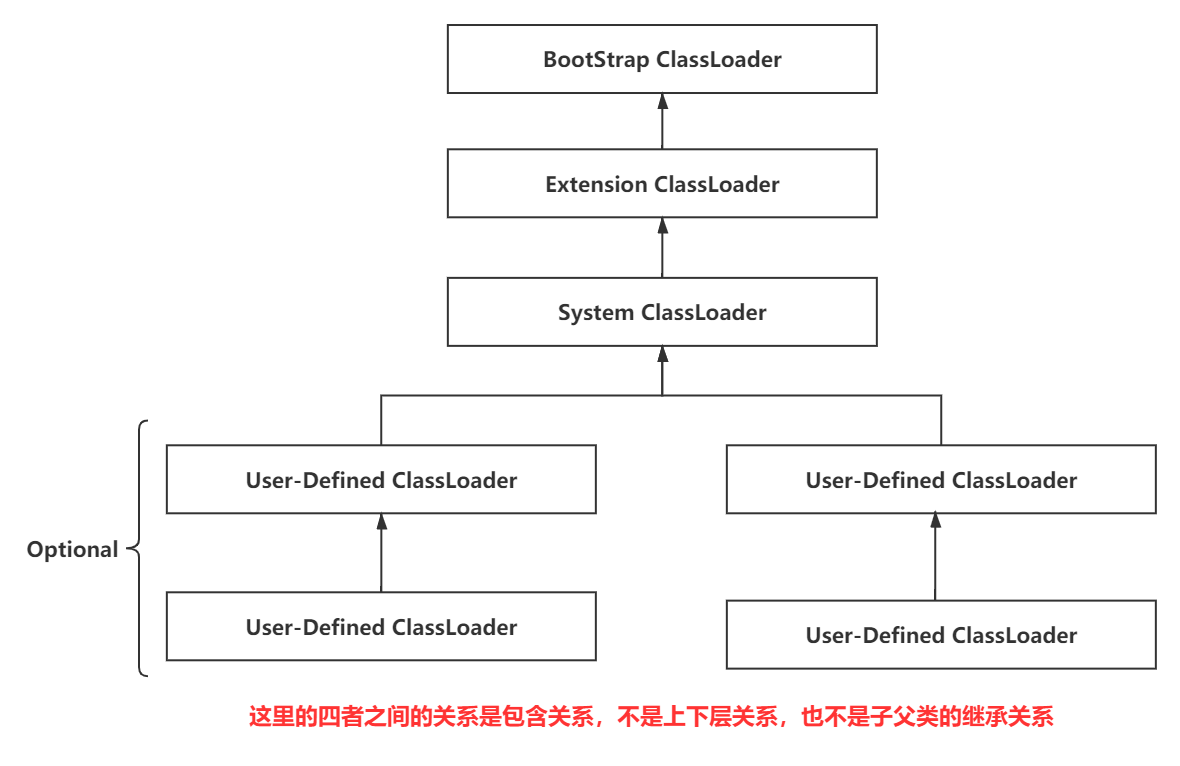 BootStrap ClassLoader
Extension ClassLoader
System ClassLoader
User-Defined ClassLoader
User-Defined ClassLoader
Optional
User-Defined ClassLoader
User-Defined ClassLoader
这里的四者之间的关系是包含关系，不是上下层关系，也不是子父类的继承关系